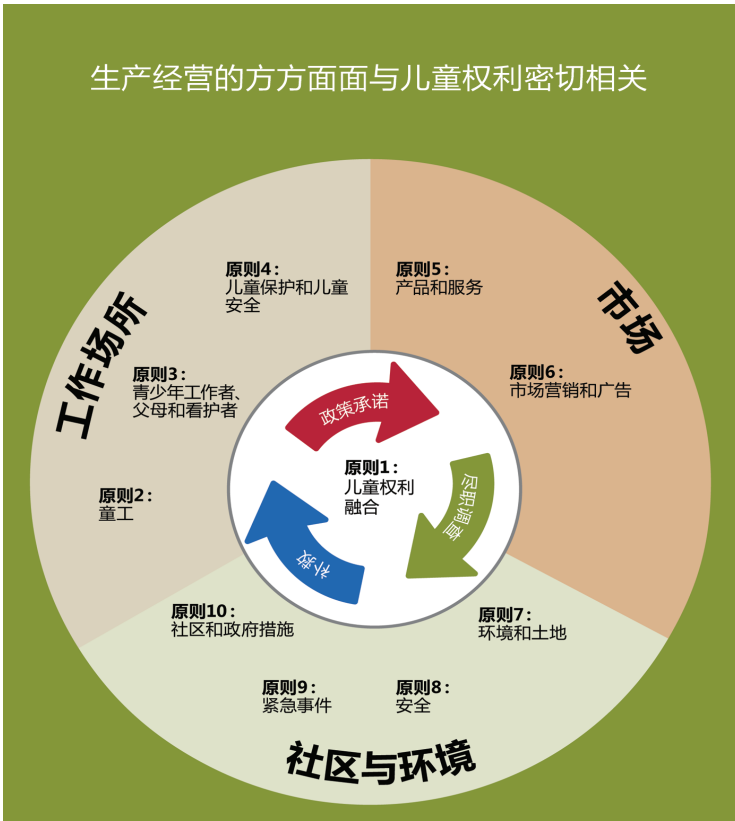 生产经营的方方面面与儿童权利密切相关
工作场所
原则4：
儿童保护和儿童
安全
原则3：
青少年工作者、
父母和看护者
原则2：
童工
市场
原则5：
产品和服务
原则6：
市场营销和广告
政策承诺
尽职调查
补救
原则1：
儿童权利
融合
原则10：
社区和政府措施
原则7：
环境和土地
原则9：
紧急事件
原则8：
安全
社区与环境